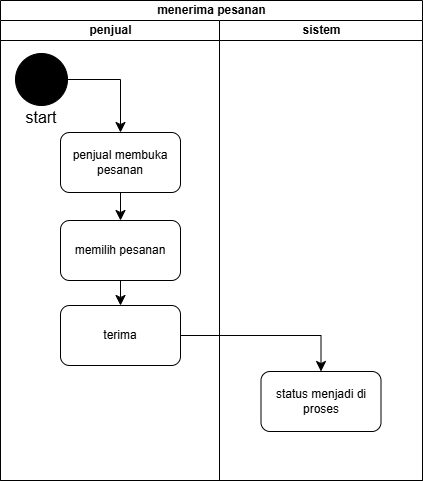 menerima pesanan
penjual
sistem
start
penjual membuka
pesanan
memilih pesanan
terima
status menjadi di
proses